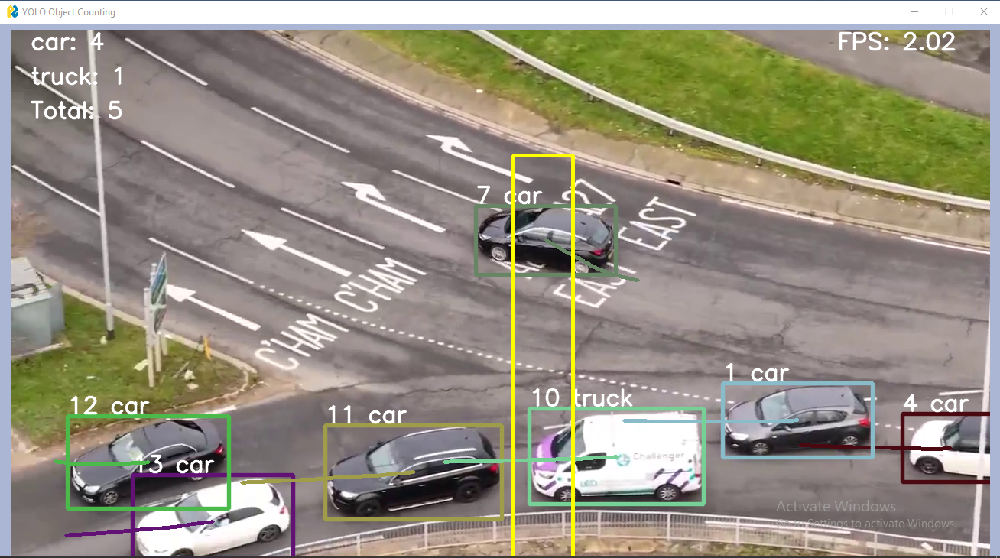 YOLO Object Counting
car: 4
FPS: 2.02
truck: 1
Total: 5
7 car
EAST
EAST
C'HAM
C'HAM
1 car
10 truck
4 car
12 car
11 car
13 car
Challenger
LED
Activate Windows
Go to Settings to activate Windows.